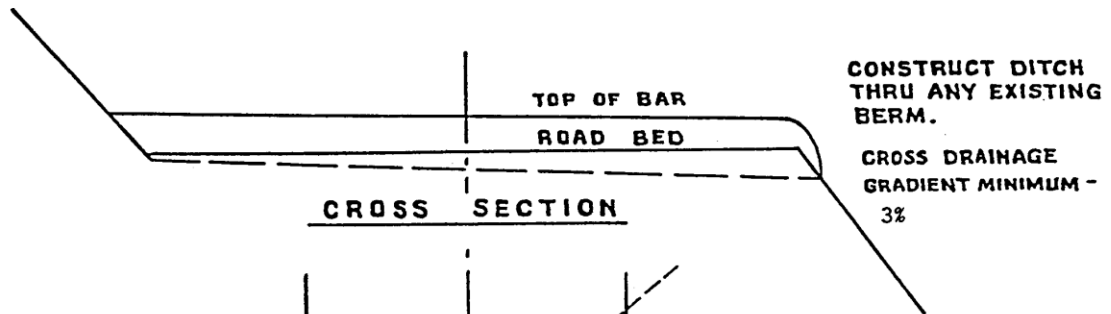 TOP OF BAR
ROAD BED
CROSS SECTION
CONSTRUCT DITCH
THRU ANY EXISTING
BERM.
CROSS DRAINAGE
GRADIENT MINIMUM -
3%